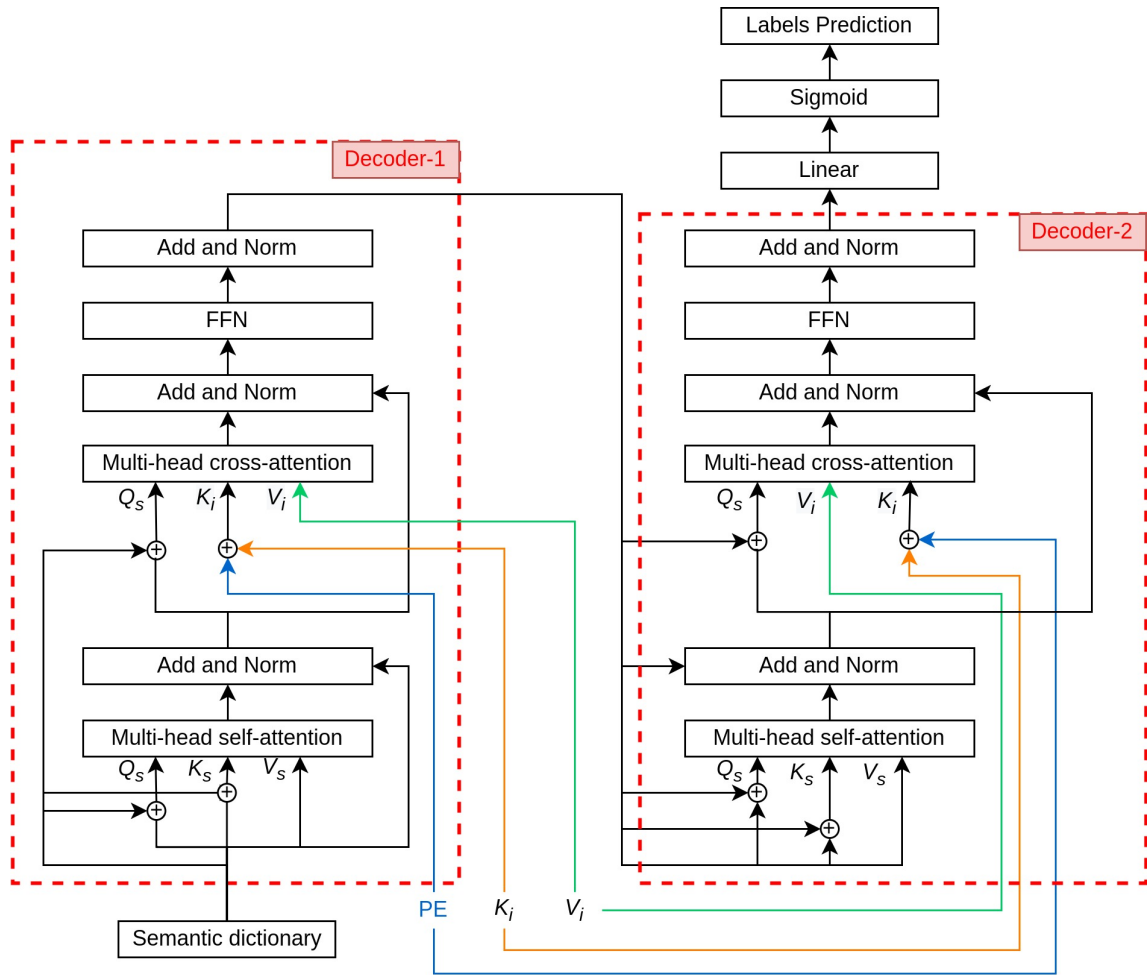 Labels Prediction
Sigmoid
Linear
Decoder-1
Add and Norm
FFN
Add and Norm
Multi-head cross-attention
Qs Ki Vi
+ +
Add and Norm
Multi-head self-attention
Qs Ks Vs
+ +
Semantic dictionary
PE Ki Vi
Decoder-2
Add and Norm
FFN
Add and Norm
Multi-head cross-attention
Qs Vi Ki
+ +
Add and Norm
Multi-head self-attention
Qs Ks Vs
+ +